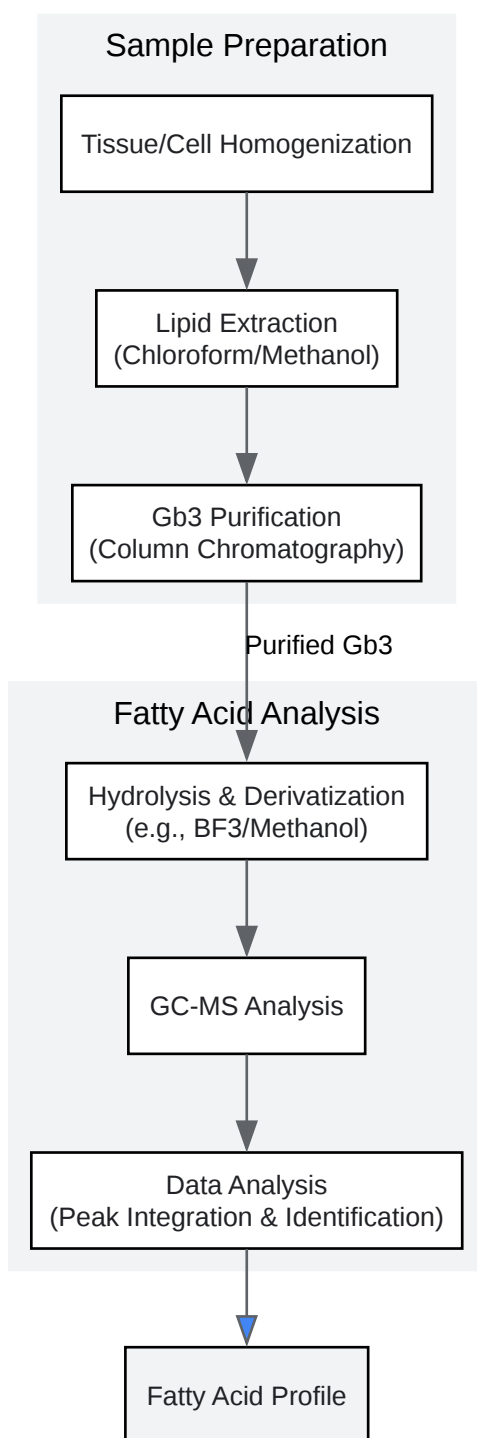 Sample Preparation
Tissue/Cell Homogenization
Lipid Extraction
(Chloroform/Methanol)
Gb3 Purification
(Column Chromatography)
Purified Gb3
Fatty Acid Analysis
Hydrolysis & Derivatization
(e.g., BF3/Methanol)
GC-MS Analysis
Data Analysis
(Peak Integration & Identification)
Fatty Acid Profile